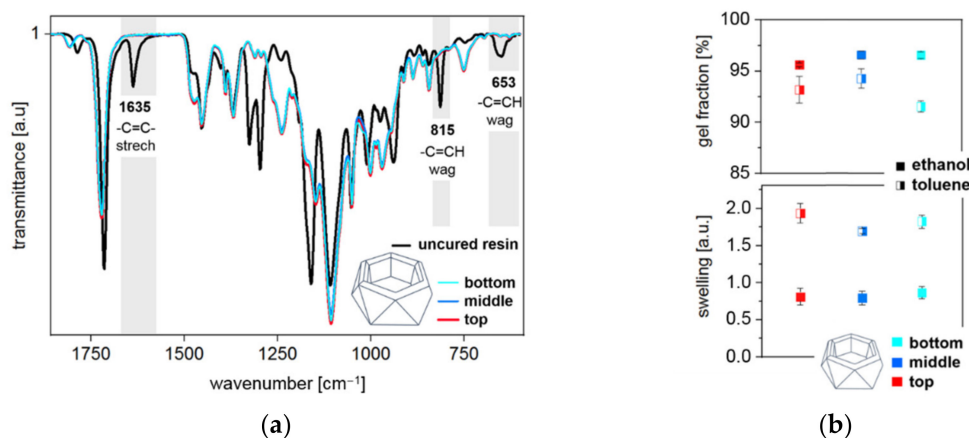 1
transmittance [a.u]
1635
-C=C-
strech
815
-C=CH
wag
653
-C=CH
wag
uncured resin
bottom
middle
top
1750
1500
1250
1000
750
wavenumber [cm⁻¹]
(a)
100
95
90
85
gel fraction [%]
ethanol
toluene
2.0
1.5
1.0
0.5
0.0
swelling [a.u.]
bottom
middle
top
(b)